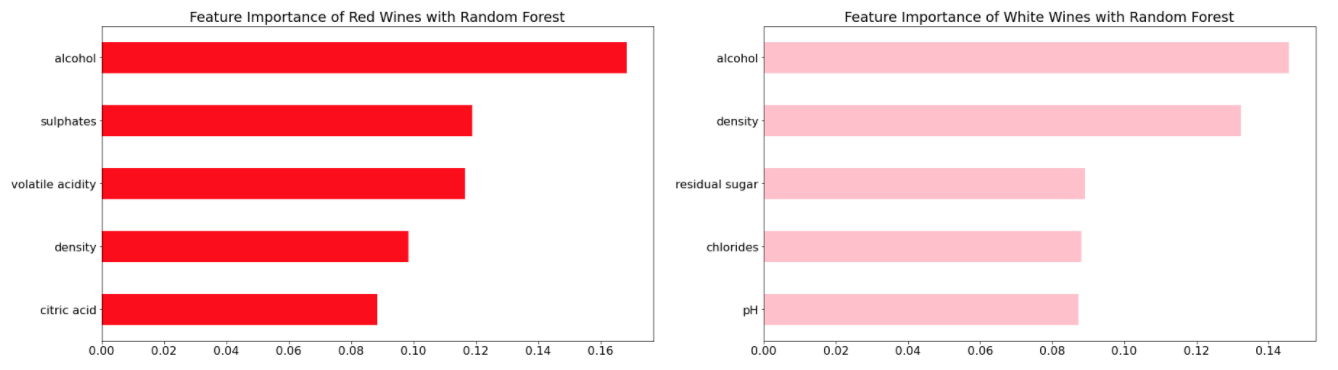 Feature Importance of Red Wines with Random Forest
alcohol
sulphates
volatile acidity
density
citric acid
0.00 0.02 0.04 0.06 0.08 0.10 0.12 0.14 0.16
Feature Importance of White Wines with Random Forest
alcohol
density
residual sugar
chlorides
pH
0.00 0.02 0.04 0.06 0.08 0.10 0.12 0.14